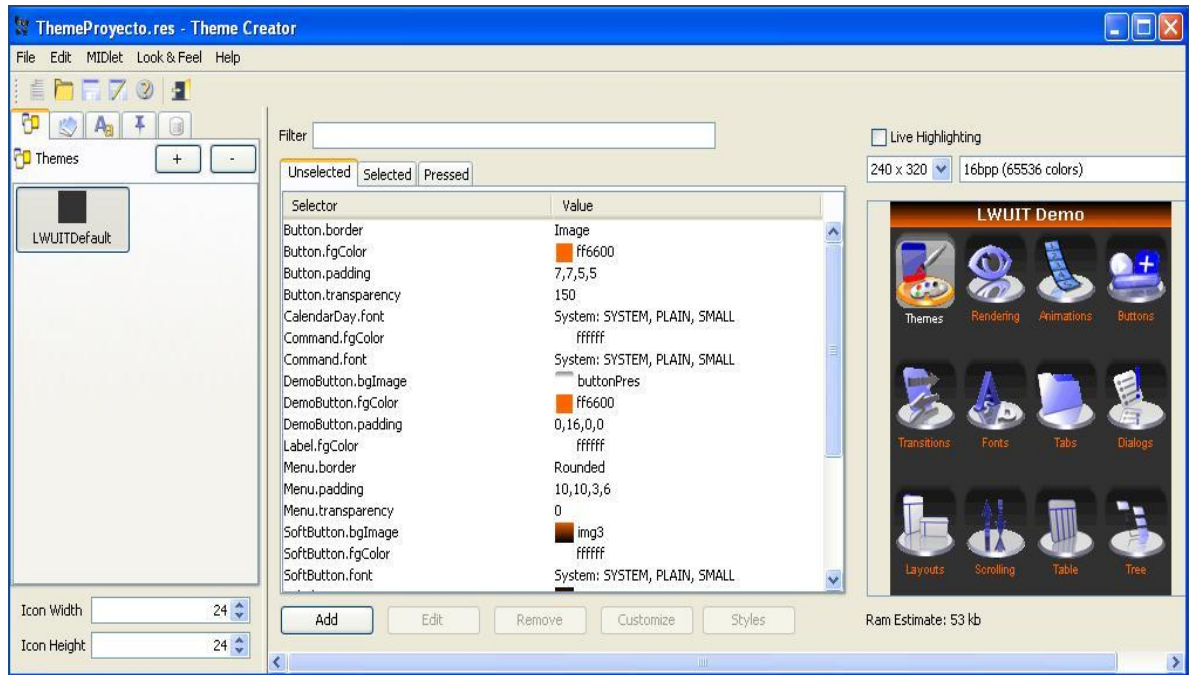 ThemeProyecto.res - Theme Creator
File Edit MIDlet Look & Feel Help
Themes + -
LWUITDefault
Icon Width 24
Icon Height 24
Filter
Unselected Selected Pressed
Selector Value
Button.border Image
Button.fgColor ff6600
Button.padding 7,7,5,5
Button.transparency 150
CalendarDay.font System: SYSTEM, PLAIN, SMALL
Command.fgColor ffffff
Command.font System: SYSTEM, PLAIN, SMALL
DemoButton.bgImage buttonPres
DemoButton.fgColor ff6600
DemoButton.padding 0,16,0,0
Label.fgColor ffffff
Menu.border Rounded
Menu.padding 10,10,3,6
Menu.transparency 0
SoftButton.bgImage img3
SoftButton.fgColor ffffff
SoftButton.font System: SYSTEM, PLAIN, SMALL
Add Edit Remove Customize Styles
Live Highlighting
240 x 320 16bpp (65536 colors)
LWUIT Demo
Themes Rendering Animations Buttons
Transitions Fonts Tabs Dialogs
Layouts Scrolling Table Tree
Ram Estimate: 53 kb